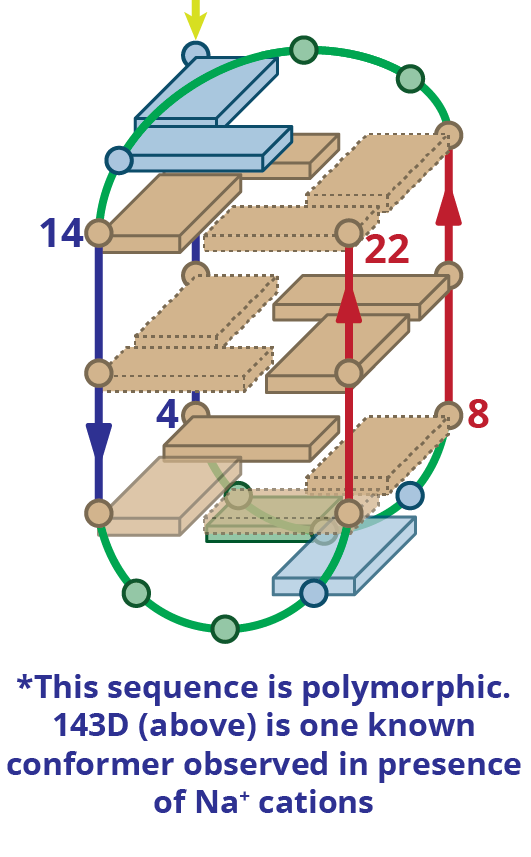 14
22
4
8
*This sequence is polymorphic.
143D (above) is one known
conformer observed in presence
of Na⁺ cations